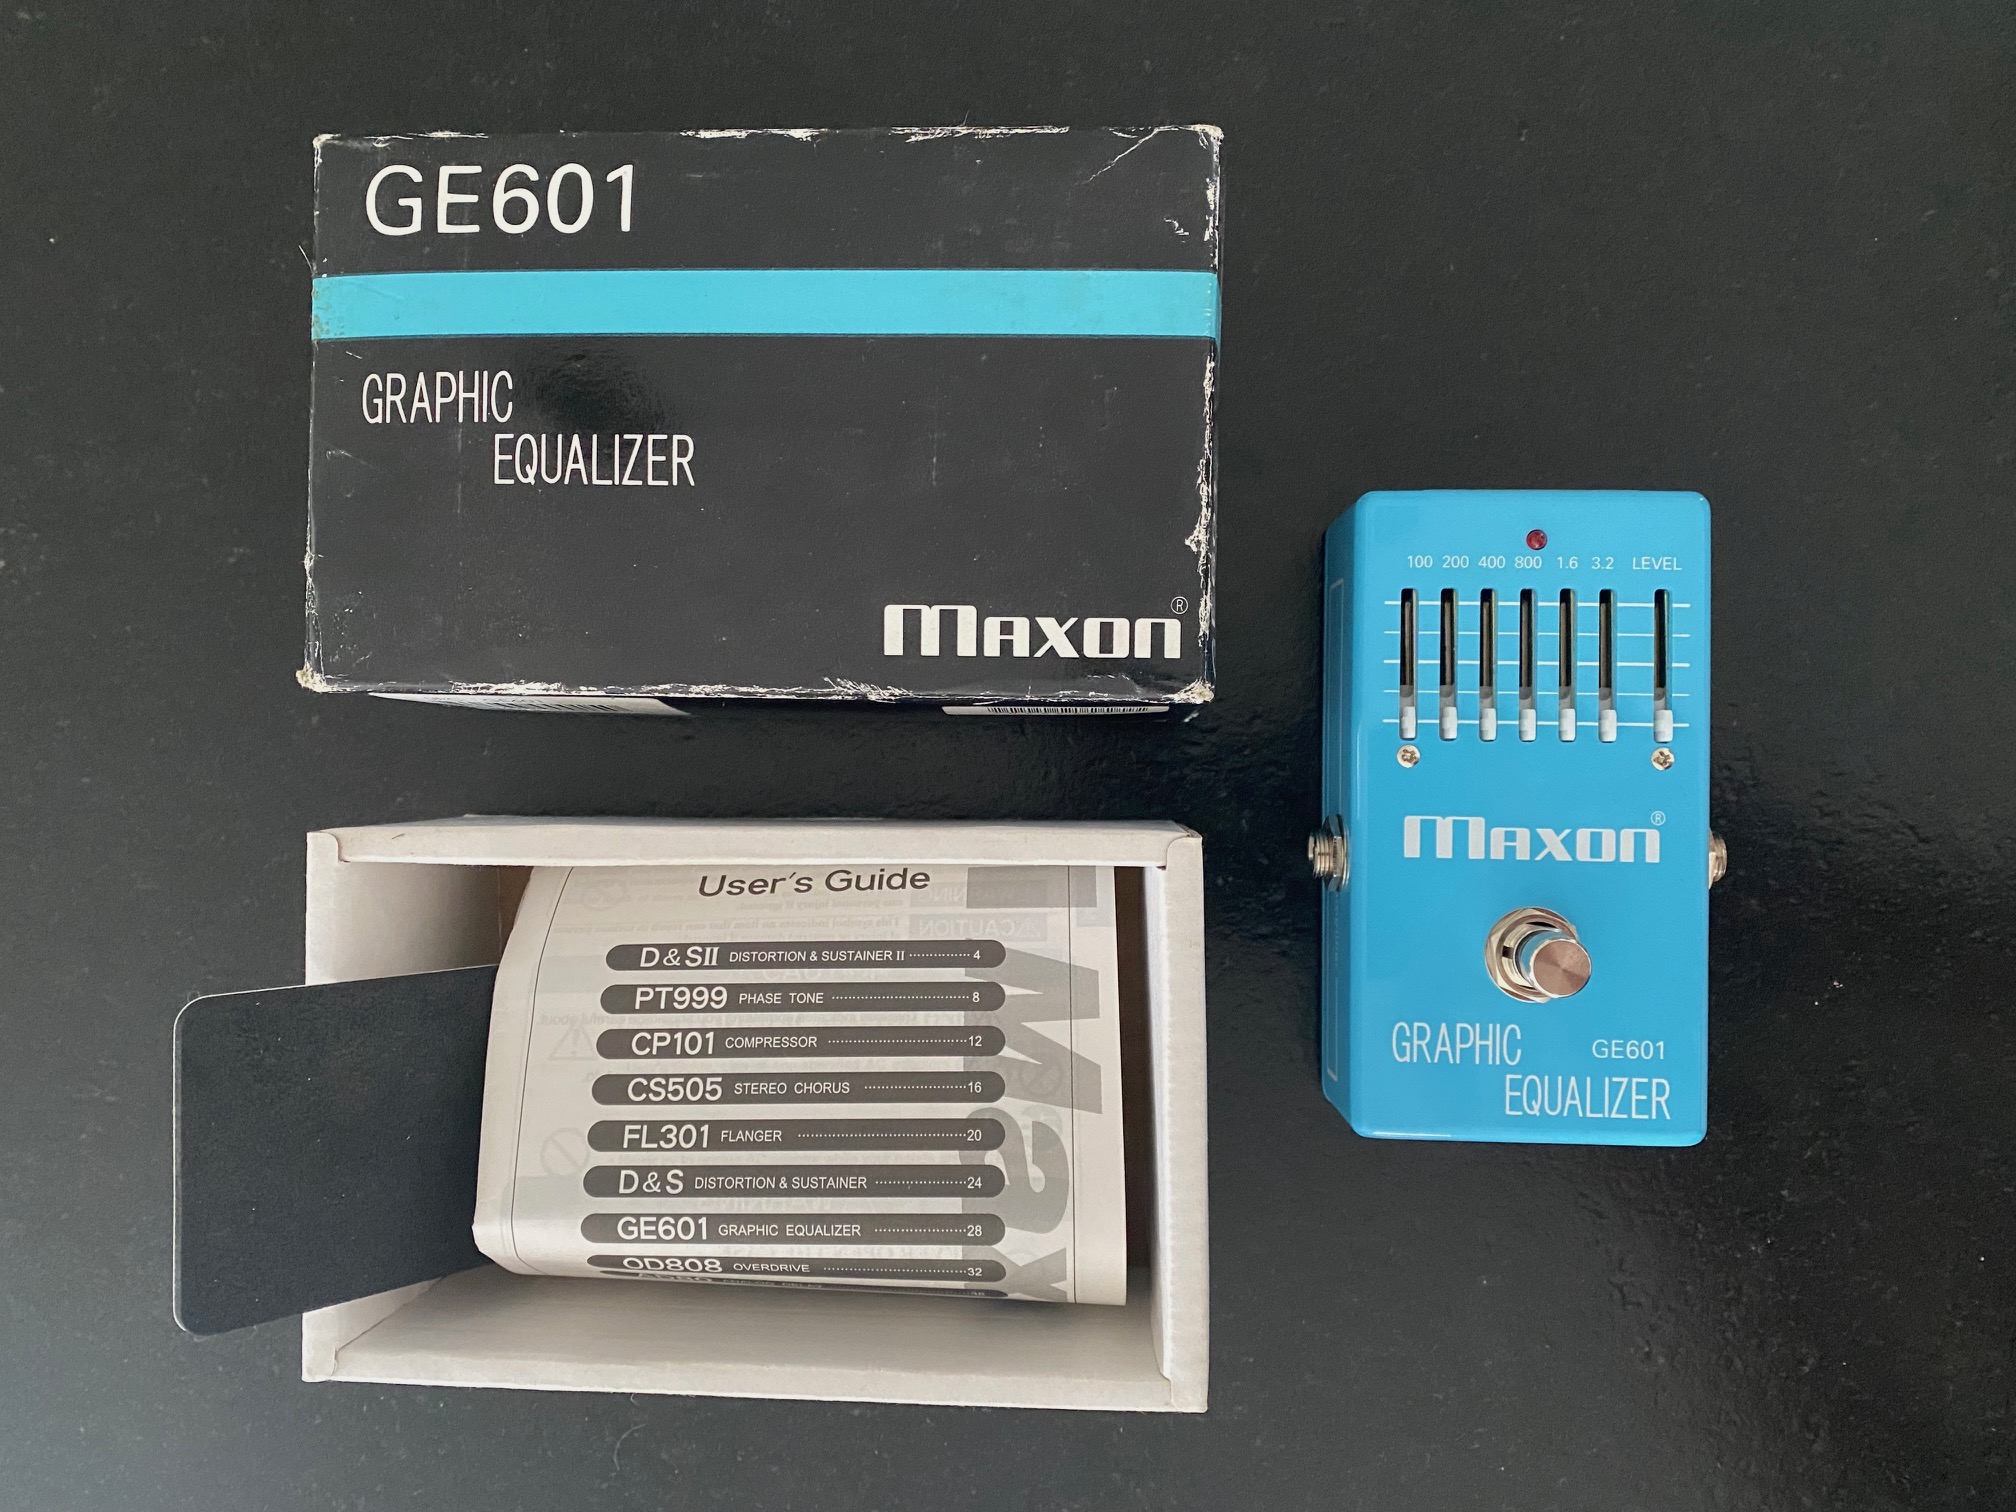 GE601
GRAPHIC
EQUALIZER
MAXON®
User's Guide
D&SII DISTORTION & SUSTAINER II ............... 4
PT999 PHASE TONE ............... 8
CP101 COMPRESSOR ............... 12
CS505 STEREO CHORUS ............... 16
FL301 FLANGER ............... 20
D&S DISTORTION & SUSTAINER ............... 24
GE601 GRAPHIC EQUALIZER ............... 28
OD808 OVERDRIVE ............... 32
100 200 400 800 1.6 3.2 LEVEL
MAXON®
GRAPHIC GE601
EQUALIZER